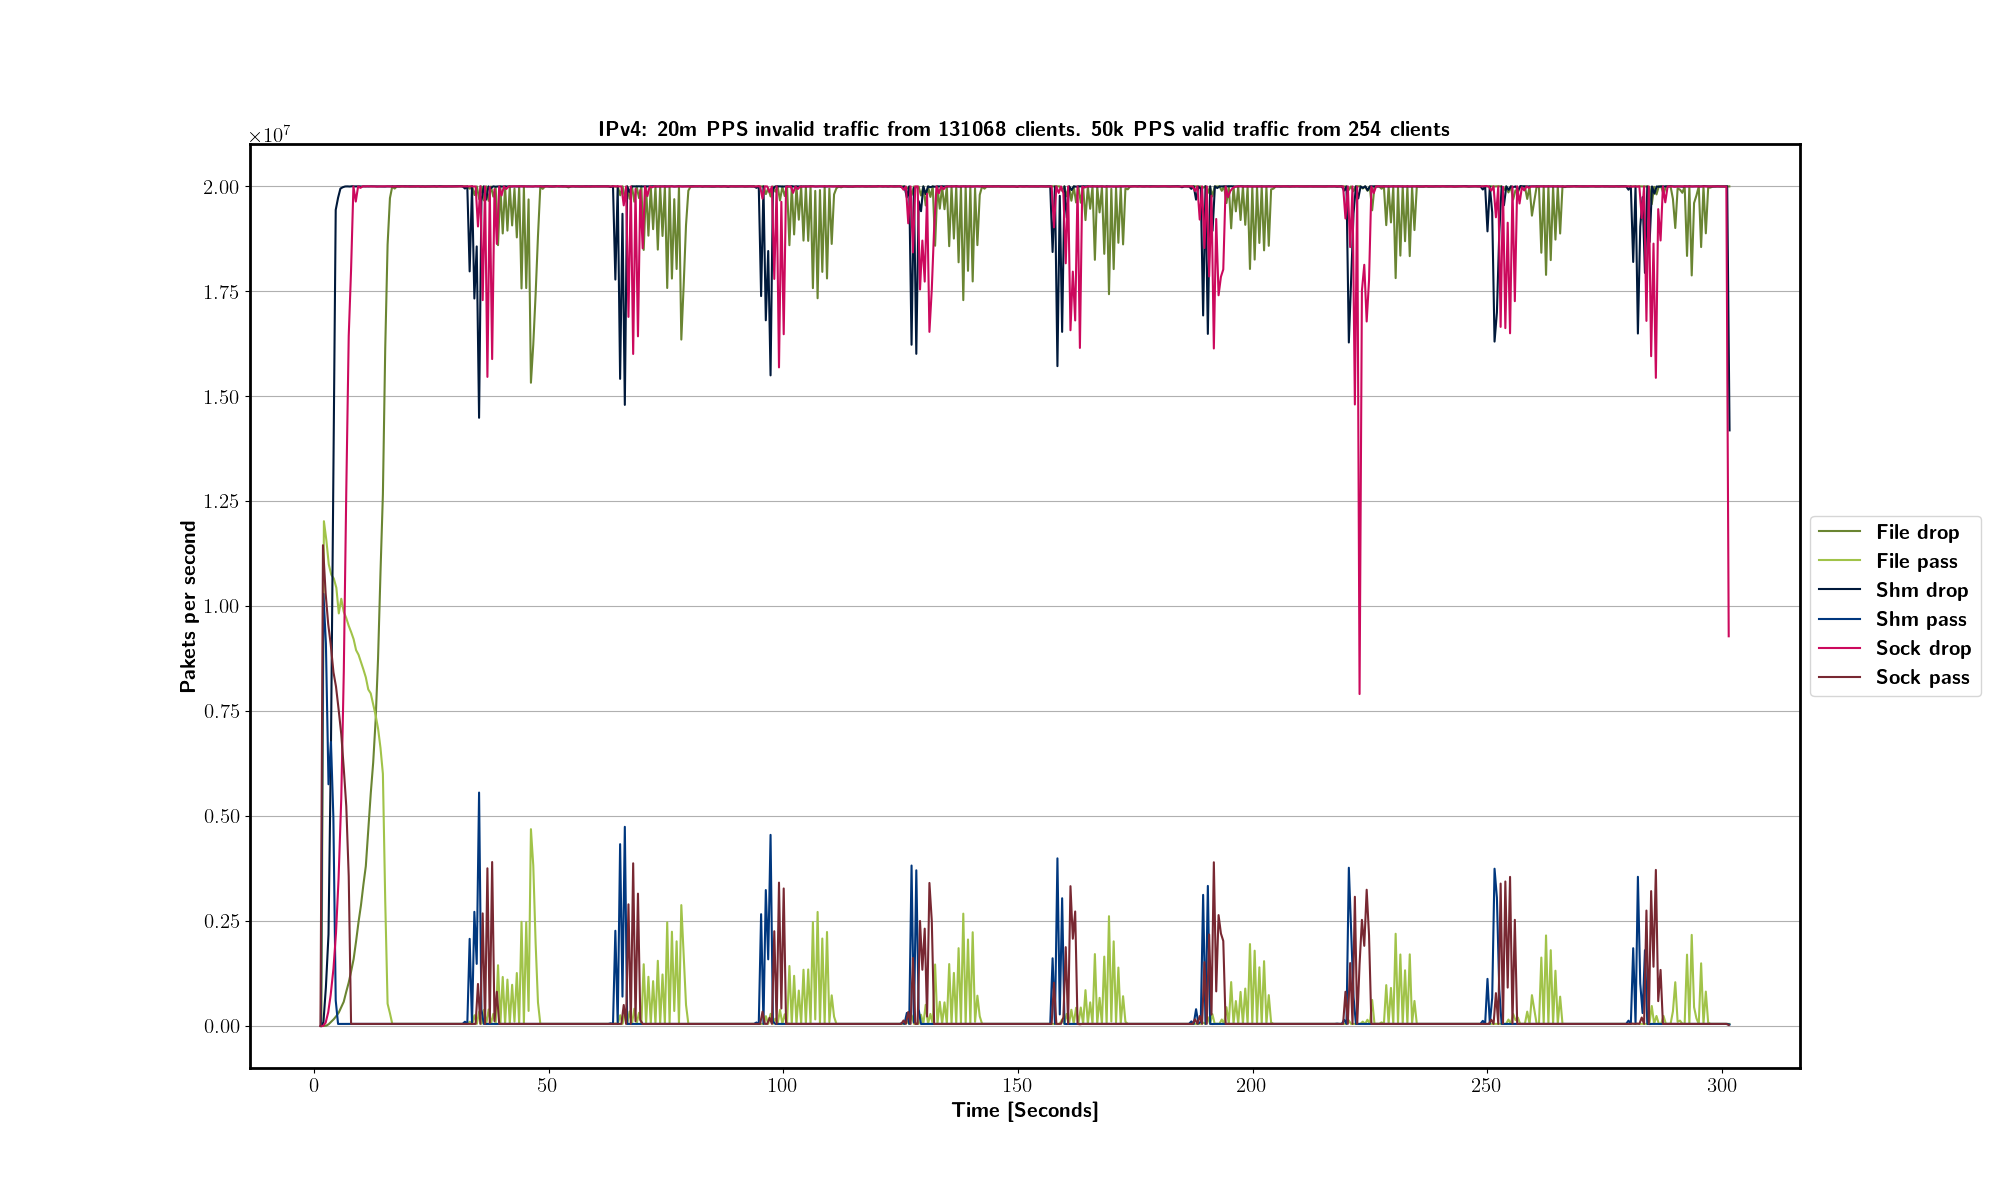 IPv4: 20m PPS invalid traffic from 131068 clients. 50k PPS valid traffic from 254 clients
×10⁷
2.00
1.75
1.50
1.25
1.00
0.75
0.50
0.25
0.00
Pakets per second
0 50 100 150 200 250 300
Time [Seconds]
File drop
File pass
Shm drop
Shm pass
Sock drop
Sock pass